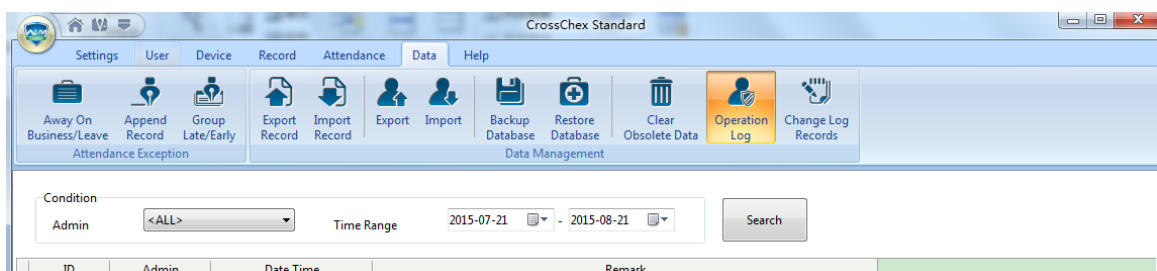 CrossChex Standard
Settings User Device Record Attendance Data Help
Away On Append Group Export Import Export Import Backup Restore Clear Operation Change Log
Business/Leave Record Late/Early Record Record Database Database Obsolete Data Log Records
Attendance Exception Data Management
Condition
Admin <ALL> Time Range 2015-07-21 - 2015-08-21 Search
ID Admin Date Time Remark